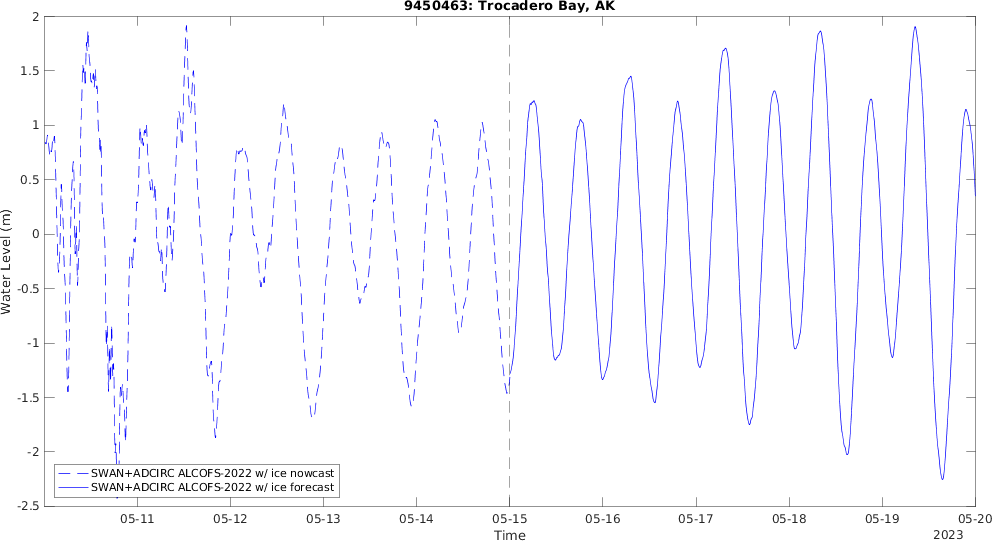 9450463: Trocadero Bay, AK
2
1.5
1
0.5
0
-0.5
-1
-1.5
-2
-2.5
Water Level (m)
SWAN+ADCIRC ALCOFS-2022 w/ ice nowcast
SWAN+ADCIRC ALCOFS-2022 w/ ice forecast
05-11 05-12 05-13 05-14 05-15 05-16 05-17 05-18 05-19 05-20
Time
2023